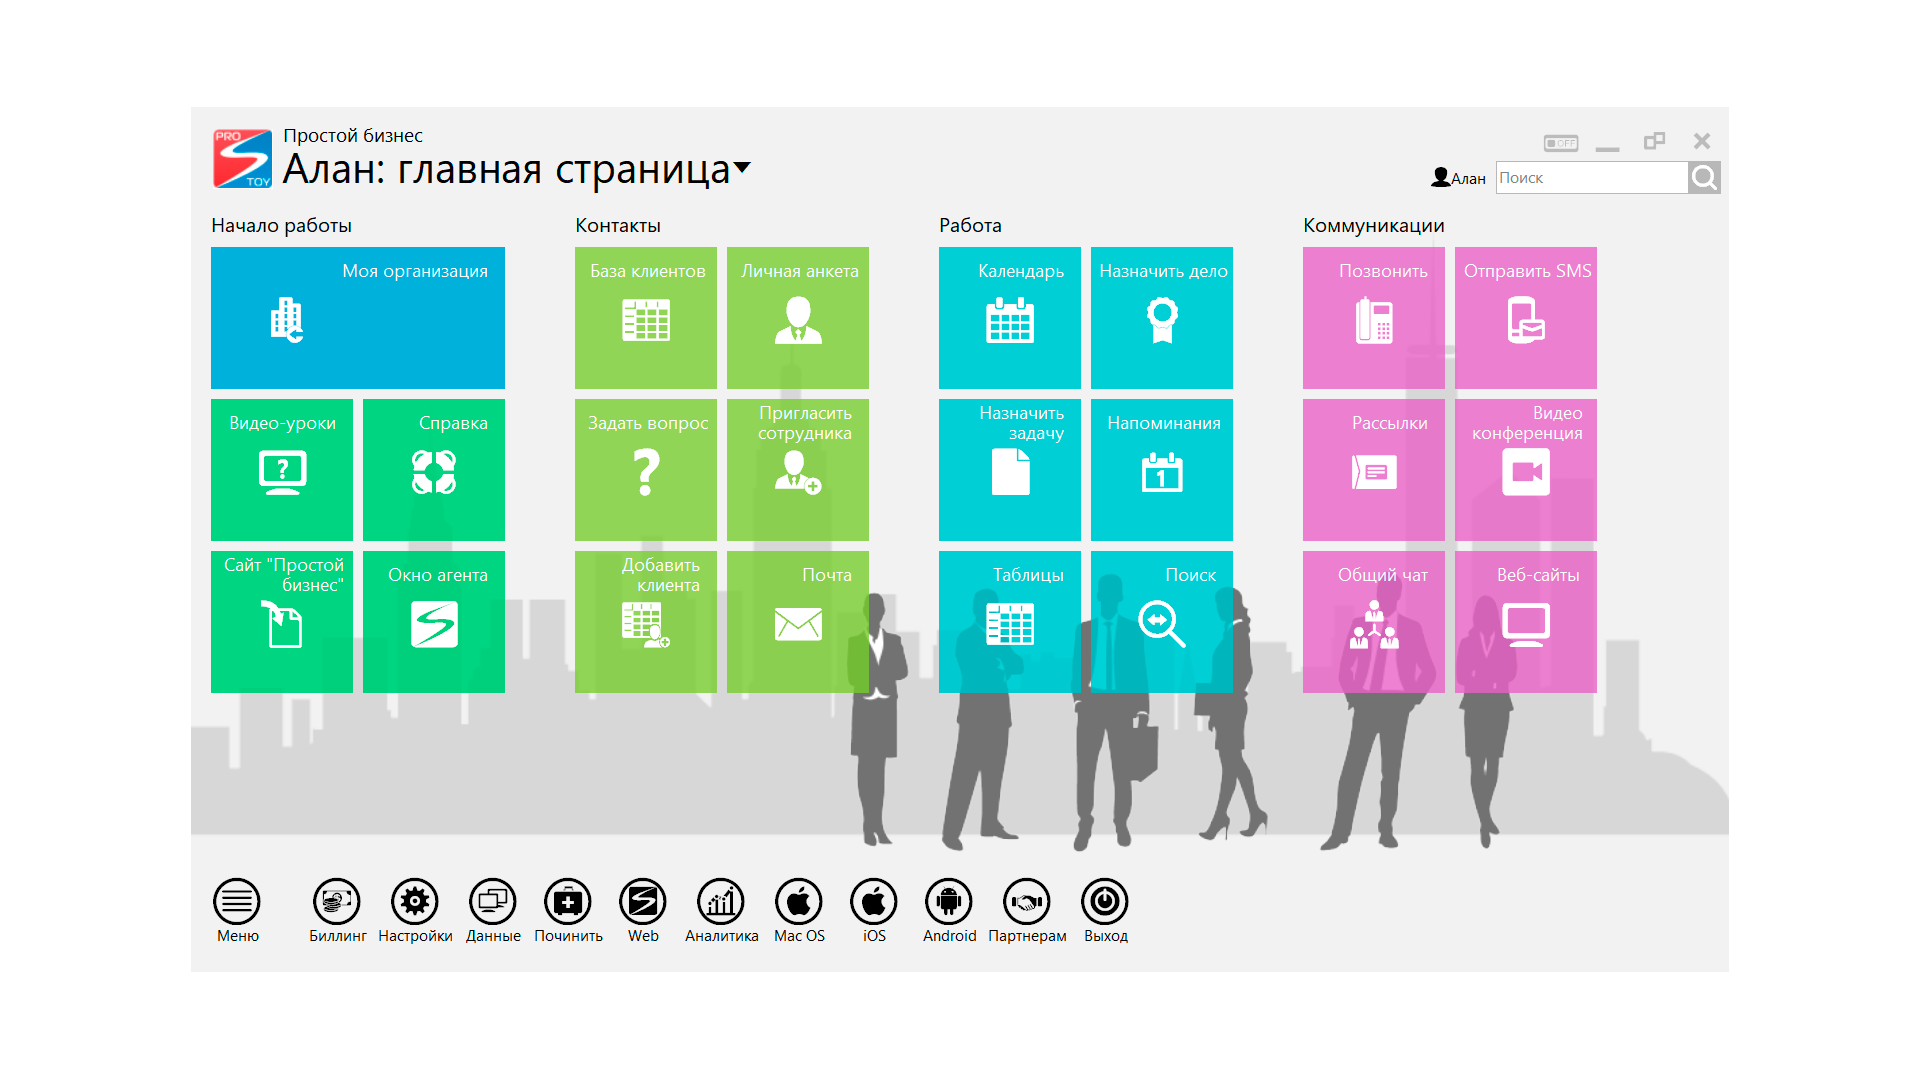 PRO
TOY
Простой бизнес
Алан: главная страница
OFF
Алан
Поиск
Начало работы
Контакты
Работа
Коммуникации
Моя организация
База клиентов
Личная анкета
Календарь
Назначить дело
Позвонить
Отправить SMS
Видео-уроки
Справка
Задать вопрос
Пригласить
сотрудника
Назначить
задачу
Напоминания
1
Рассылки
Видео
конференция
Сайт "Простой
бизнес"
Окно агента
Добавить
клиента
Почта
Таблицы
Поиск
Общий чат
Веб-сайты
Меню
Биллинг
Настройки
Данные
Починить
Web
Аналитика
Mac OS
iOS
Android
Партнерам
Выход